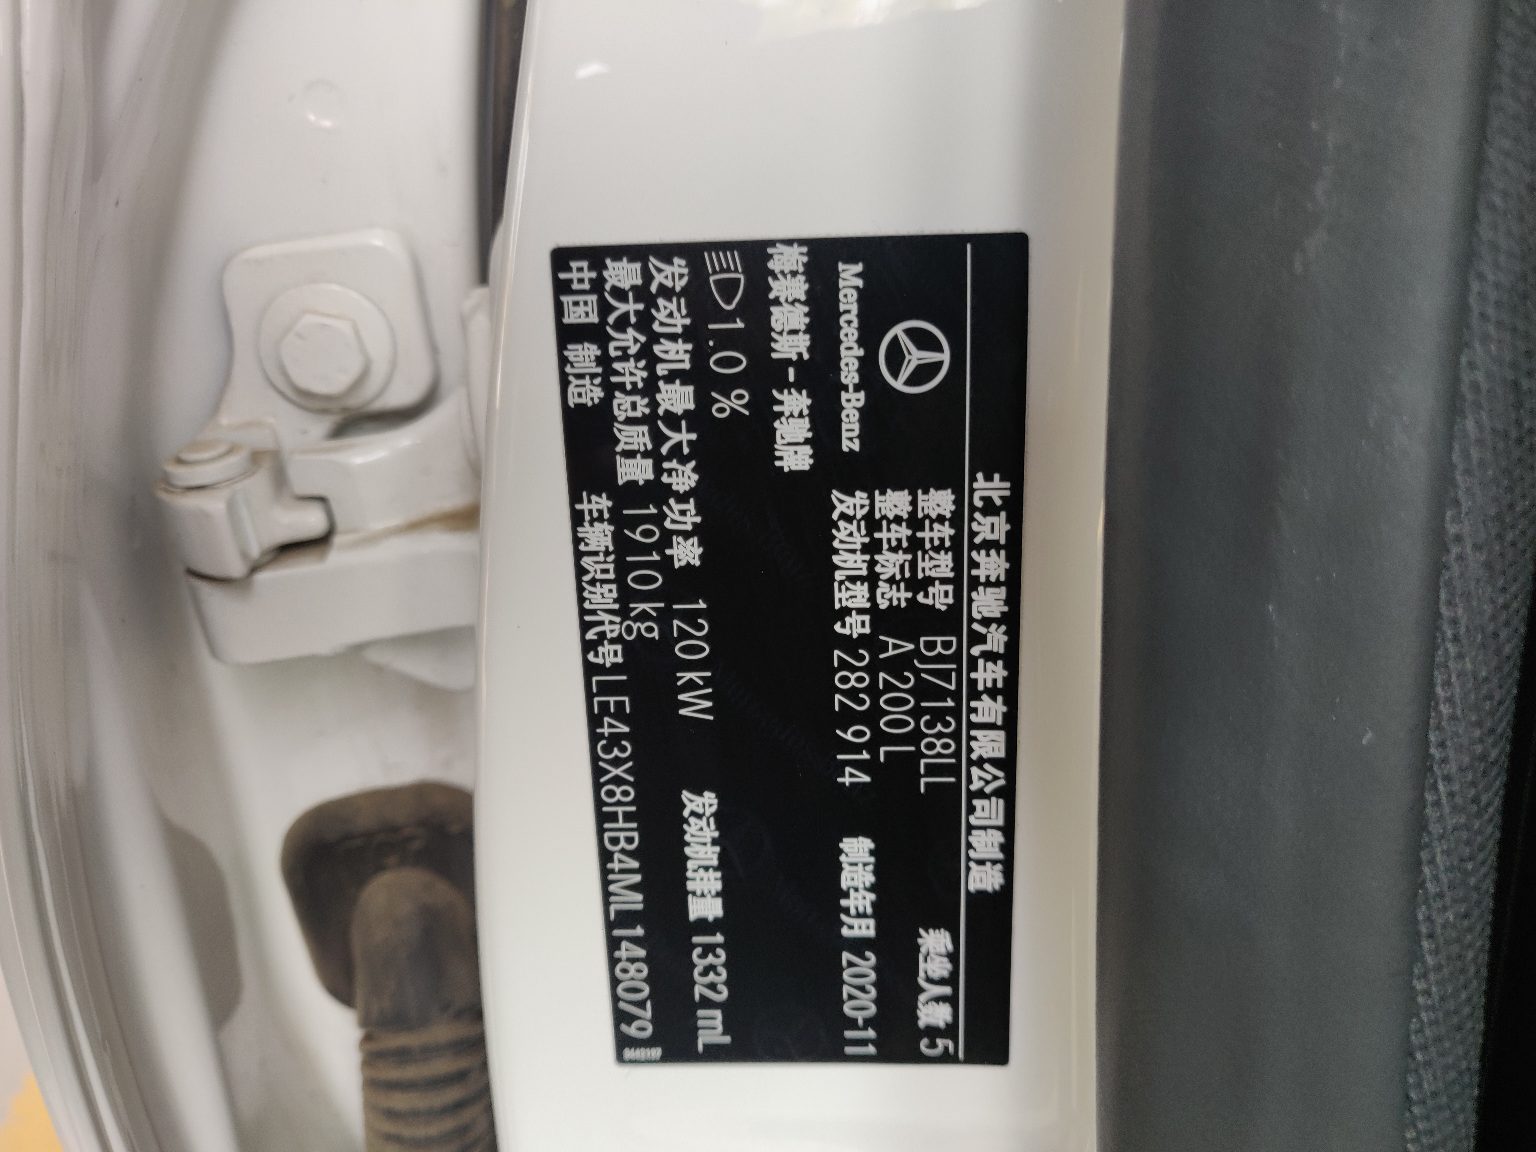 北京奔驰汽车有限公司制造
整车型号 BJ7138LL 乘坐人数 5
整车标志 A 200 L
Mercedes-Benz 发动机型号 282 914 制造年月 2020-11
梅赛德斯-奔驰牌
1.0 %
发动机最大净功率 120 kW 发动机排量 1332 mL
最大允许总质量 1910 kg
中国 制造 车辆识别代号 LE43X8HB4ML148079